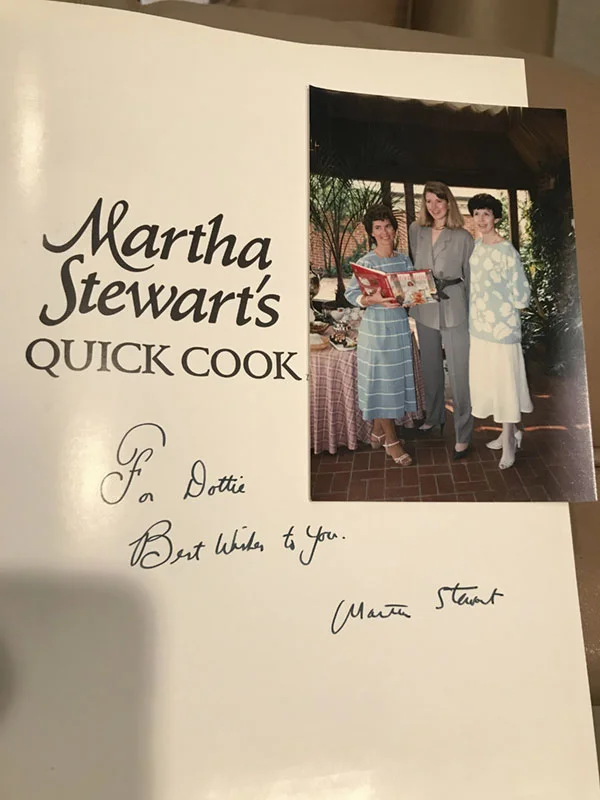 Martha
Stewart's
QUICK COOK
For Dottie
Best Wishes to You.
Martha Stewart